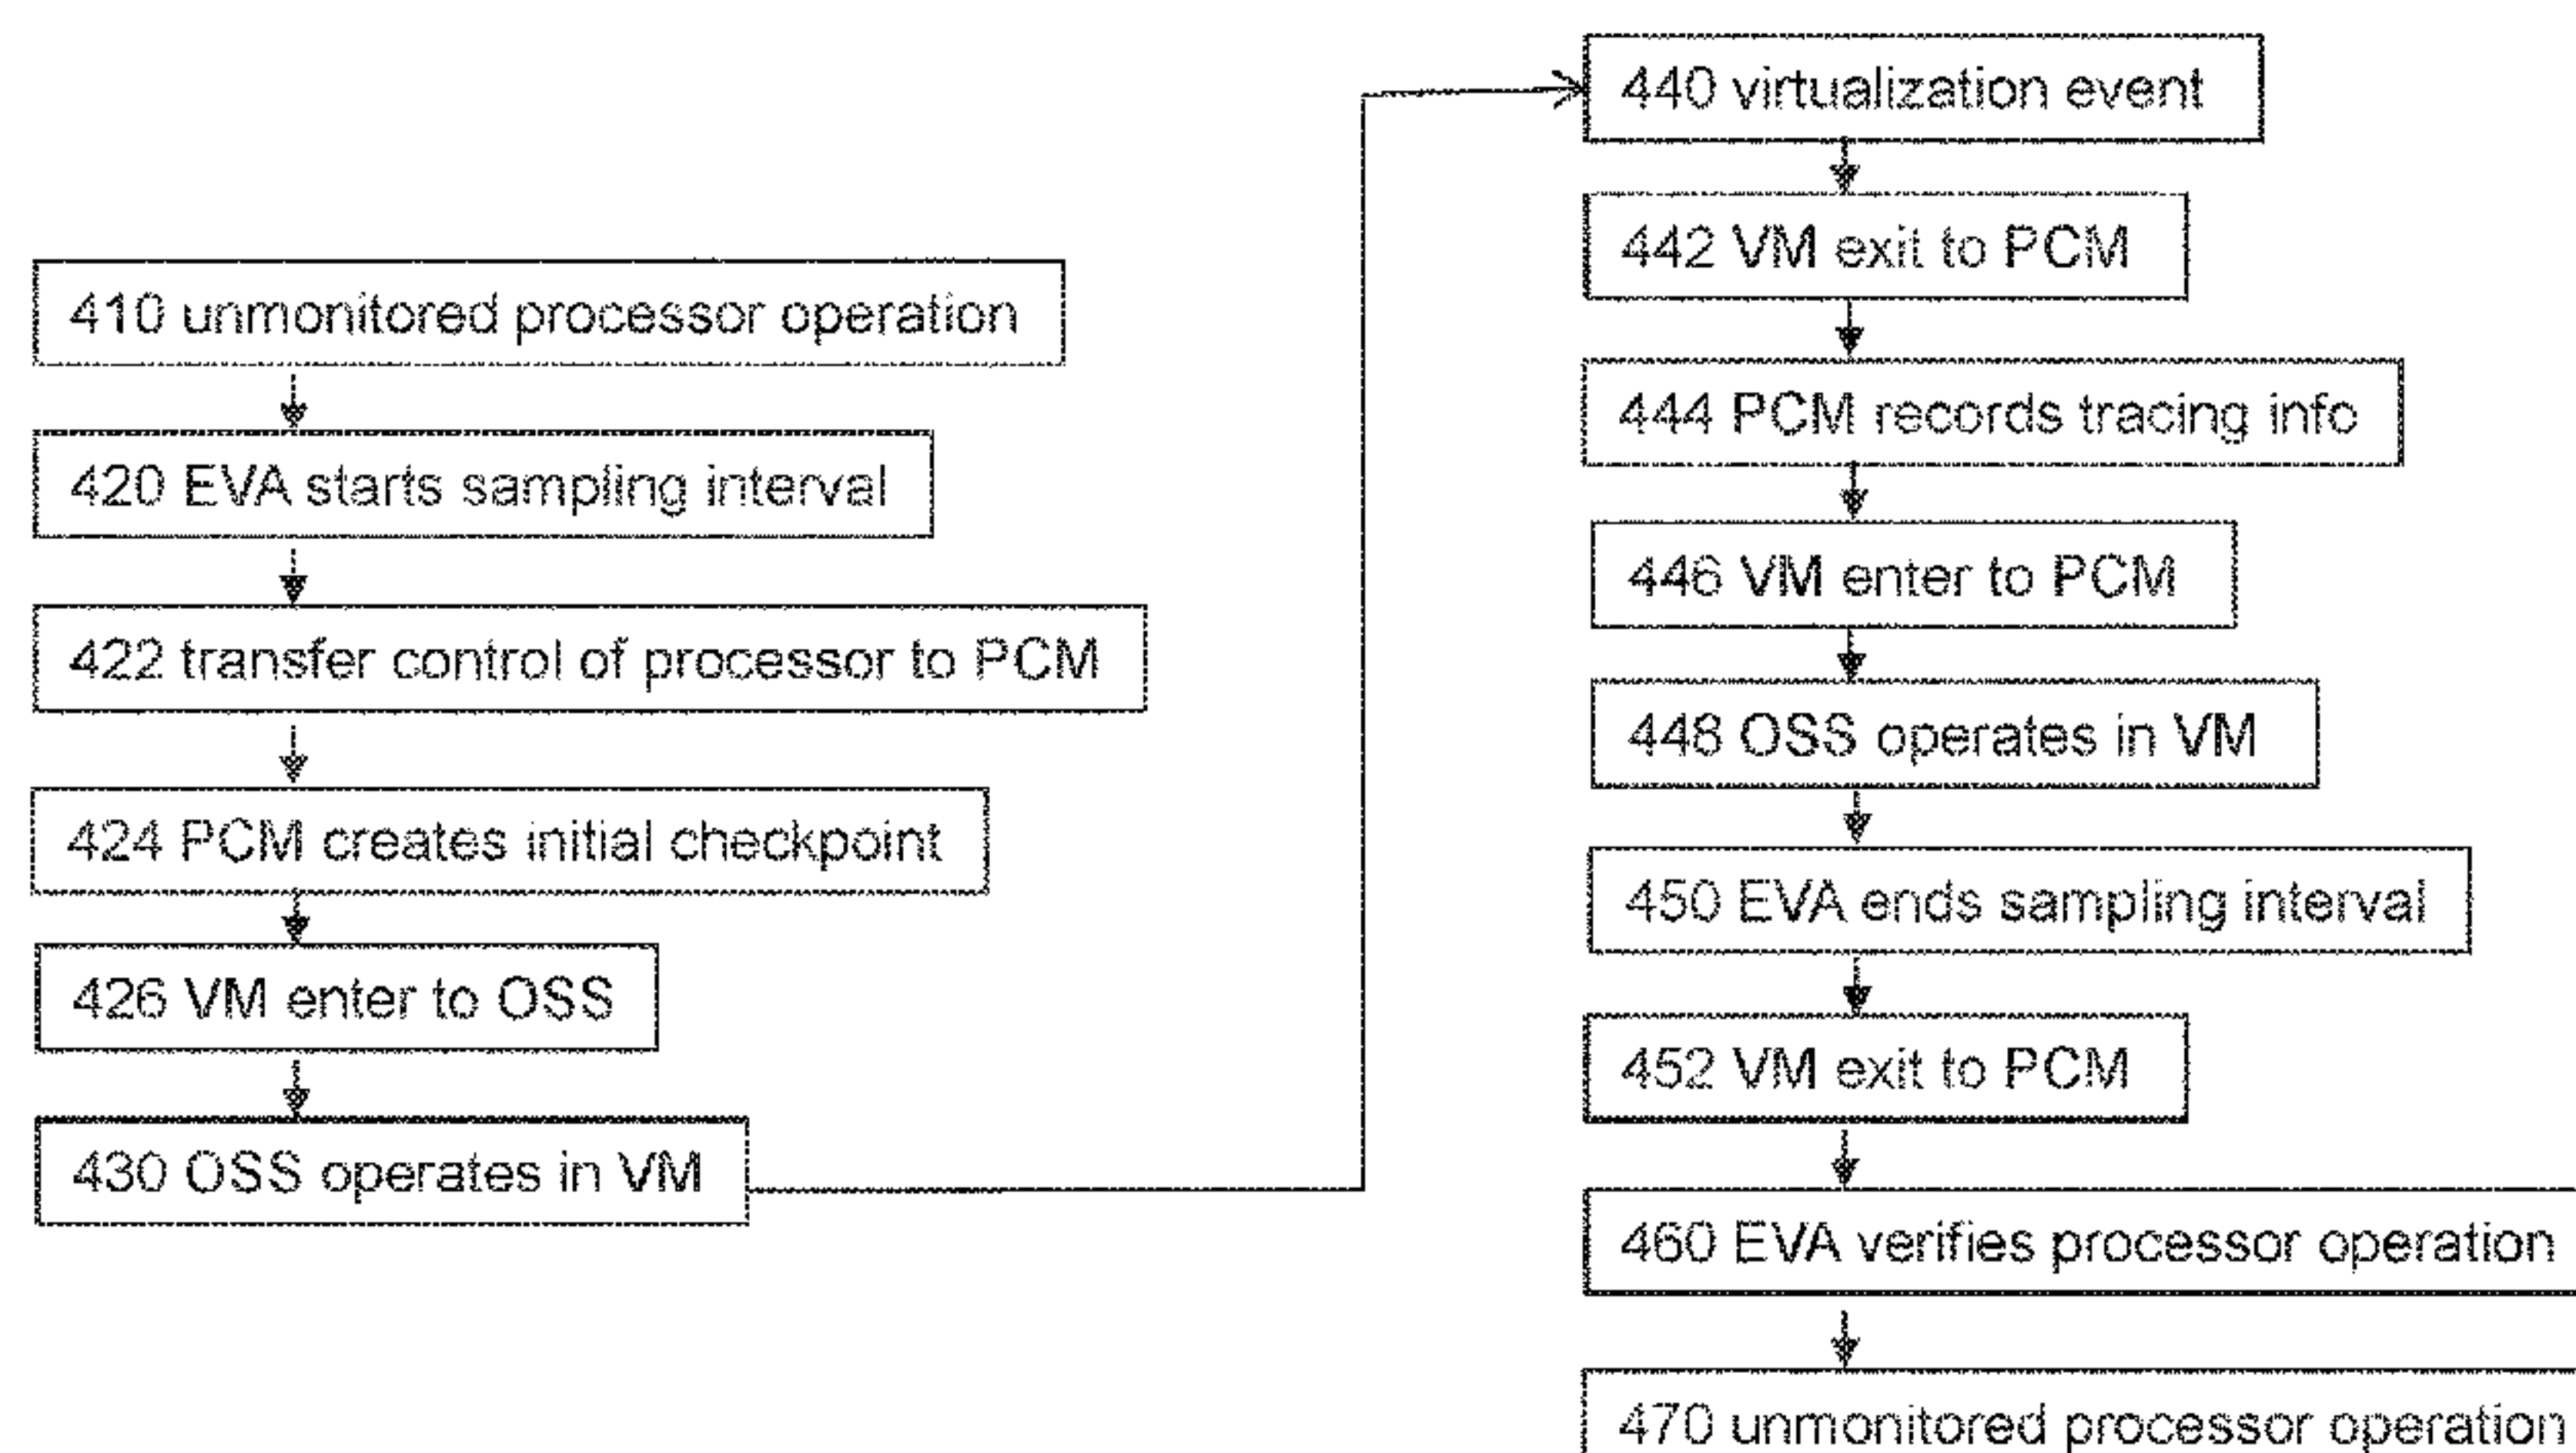 410 unmonitored processor operation
420 EVA starts sampling interval
422 transfer control of processor to PCM
424 PCM creates initial checkpoint
426 VM enter to OSS
430 OSS operates in VM
440 virtualization event
442 VM exit to PCM
444 PCM records tracing info
446 VM enter to PCM
448 OSS operates in VM
450 EVA ends sampling interval
452 VM exit to PCM
460 EVA verifies processor operation
470 unmonitored processor operation